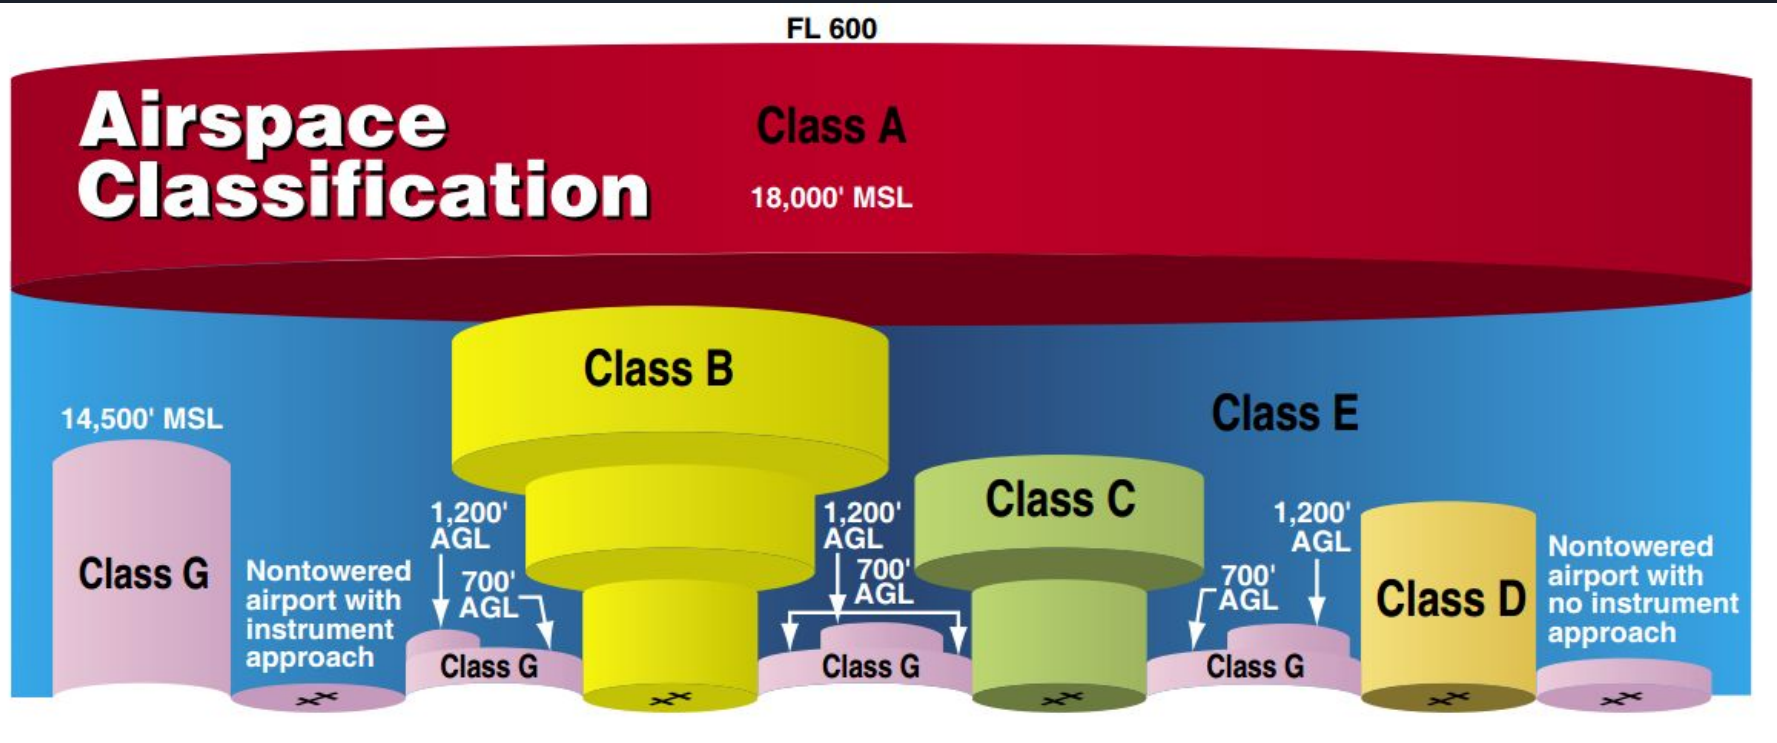 FL 600
Airspace
Classification
Class A
18,000' MSL
Class B
Class E
14,500' MSL
Class G
Nontowered
airport with
instrument
approach
1,200'
AGL
700'
AGL
Class G
1,200'
AGL
700'
AGL
Class G
Class C
1,200'
AGL
700'
AGL
Class G
Class D
Nontowered
airport with
no instrument
approach